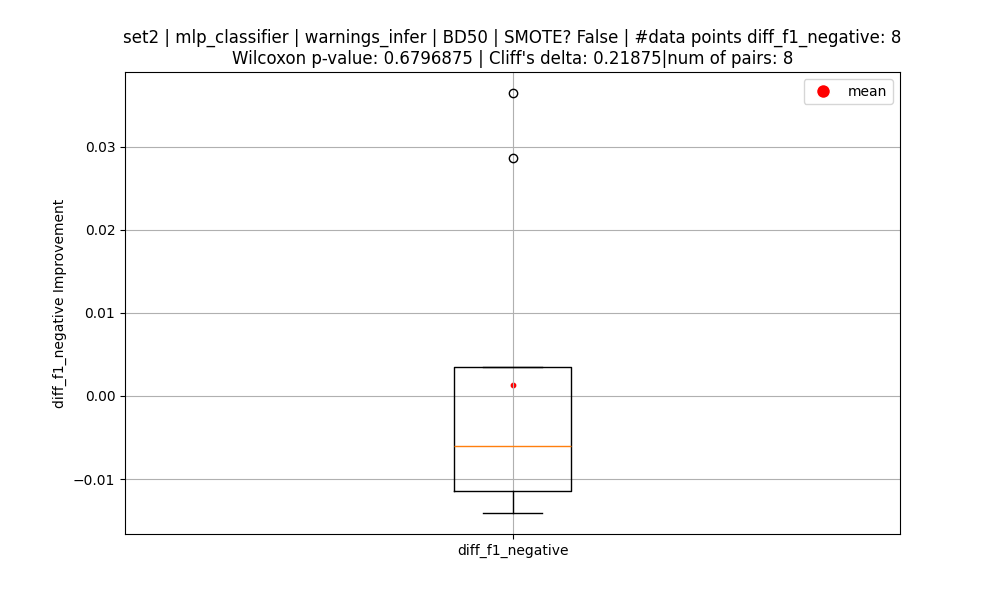 set2 | mlp_classifier | warnings_infer | BD50 | SMOTE? False | #data points diff_f1_negative: 8
Wilcoxon p-value: 0.6796875 | Cliff's delta: 0.21875|num of pairs: 8
mean
0.03
0.02
0.01
0.00
−0.01
diff_f1_negative Improvement
diff_f1_negative